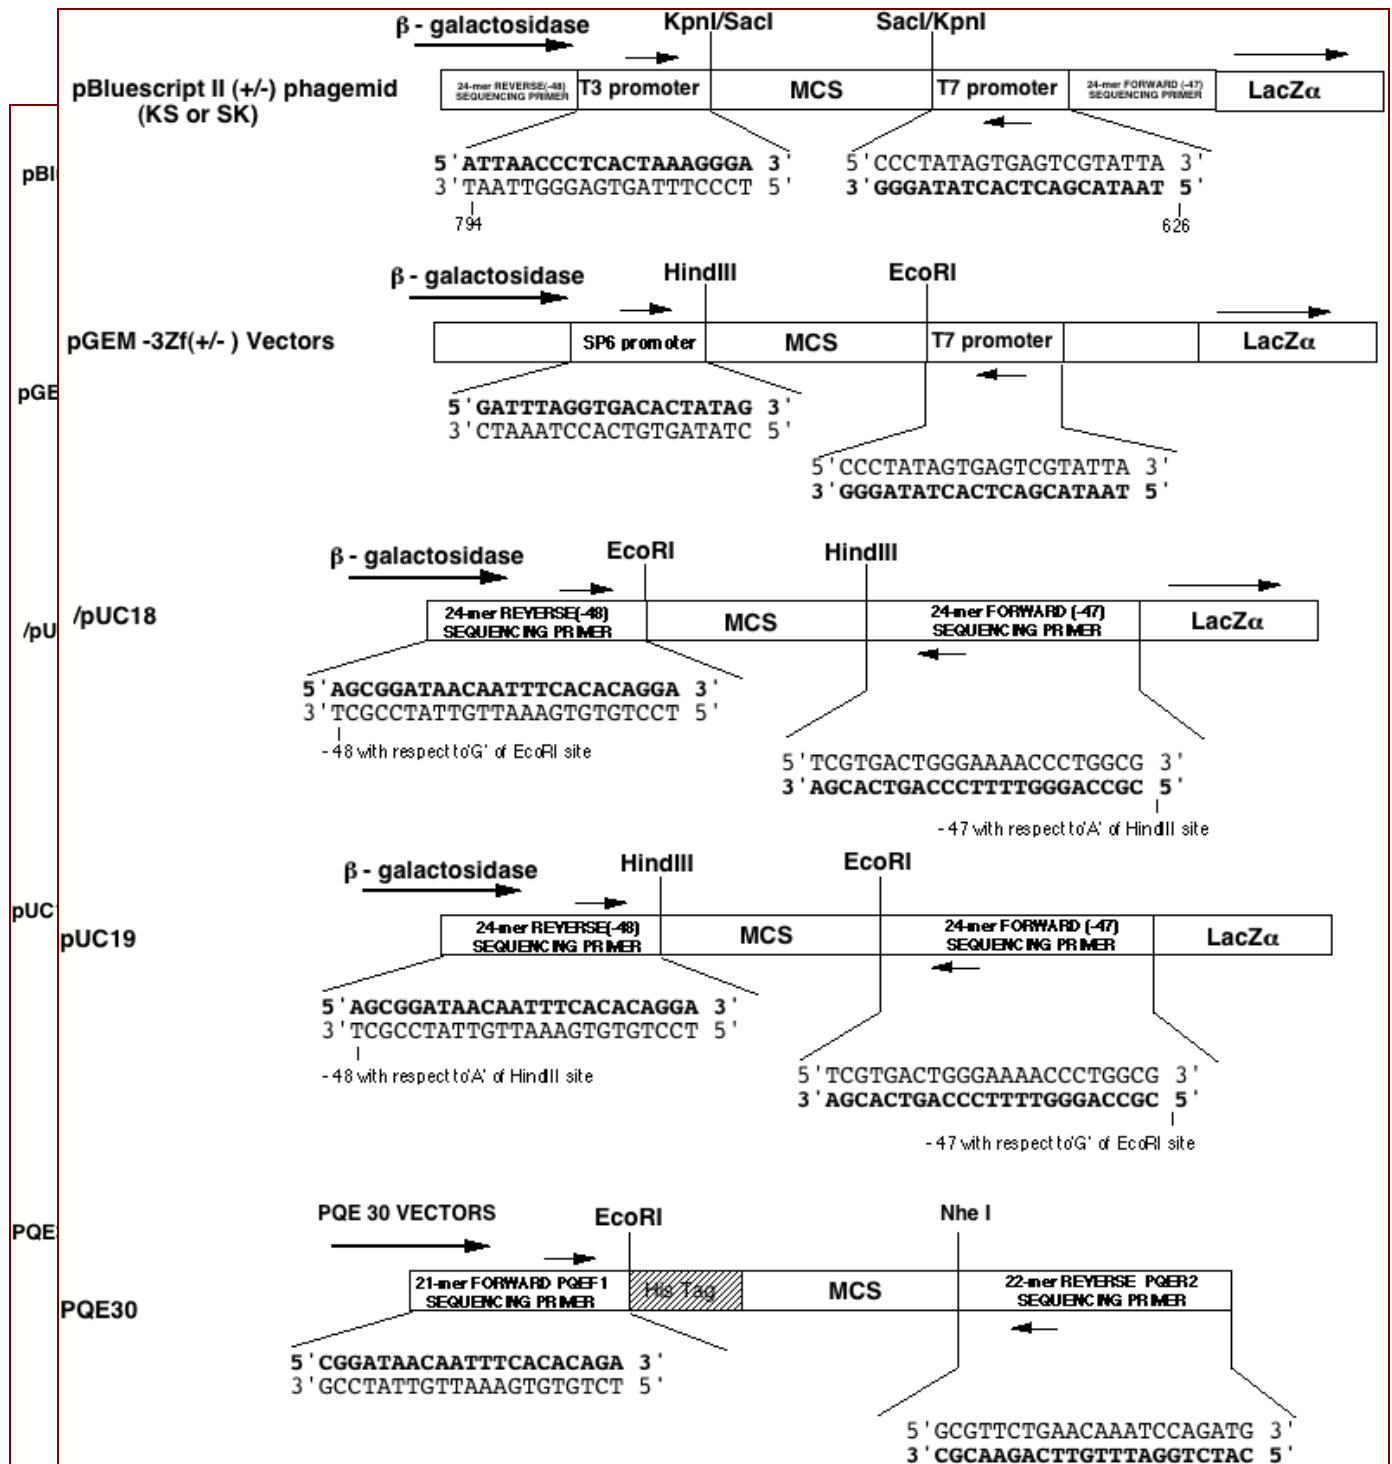 β - galactosidase
KpnI/SacI
SacI/KpnI
pBluescript II (+/-) phagemid
(KS or SK)
24-mer REVERSE(-48)
SEQUENCING PRIMER
T3 promoter
MCS
T7 promoter
24-mer FORWARD (-47)
SEQUENCING PRIMER
LacZα
pBl
5'ATTAACCCTCACTAAAGGGA 3'
3'TAATTGGGAGTGATTTCCCT 5'
794
5'CCCTATAGTGAGTCGTATTA 3'
3'GGGATATCACTCAGCATAAT 5'
626
β - galactosidase
HindIII
EcoRI
pGEM -3Zf(+/- ) Vectors
SP6 promoter
MCS
T7 promoter
LacZα
pGE
5'GATTTAGGTGACACTATAG 3'
3'CTAAATCCACTGTGATATC 5'
5'CCCTATAGTGAGTCGTATTA 3'
3'GGGATATCACTCAGCATAAT 5'
β - galactosidase
EcoRI
HindIII
/pU
/pUC18
24-mer REVERSE(-48)
SEQUENCING PRIMER
MCS
24-mer FORWARD (-47)
SEQUENCING PRIMER
LacZα
5'AGCGGATAACAATTTCACACAGGA 3'
3'TCGCCTATTGTTAAAGTGTGTCCT 5'
- 48 with respect to'G' of EcoRI site
5'TCGTGACTGGGAAAACCCTGGCG 3'
3'AGCACTGACCCTTTTGGGACCGC 5'
- 47 with respect to'A' of HindIII site
β - galactosidase
HindIII
EcoRI
pUC
pUC19
24-mer REVERSE(-48)
SEQUENCING PRIMER
MCS
24-mer FORWARD (-47)
SEQUENCING PRIMER
LacZα
5'AGCGGATAACAATTTCACACAGGA 3'
3'TCGCCTATTGTTAAAGTGTGTCCT 5'
- 48 with respect to'A' of HindIII site
5'TCGTGACTGGGAAAACCCTGGCG 3'
3'AGCACTGACCCTTTTGGGACCGC 5'
- 47 with respect to'G' of EcoRI site
PQE 30 VECTORS
EcoRI
Nhe I
PQE
PQE30
21-mer FORWARD PQEF1
SEQUENCING PRIMER
His Tag
MCS
22-mer REVERSE PQER2
SEQUENCING PRIMER
5'CGGATAACAATTTCACACAGA 3'
3'GCCTATTGTTAAAGTGTGTCT 5'
5'GCGTTCTGAACAAATCCAGATG 3'
3'CGCAAGACTTGTTTAGGTCTAC 5'